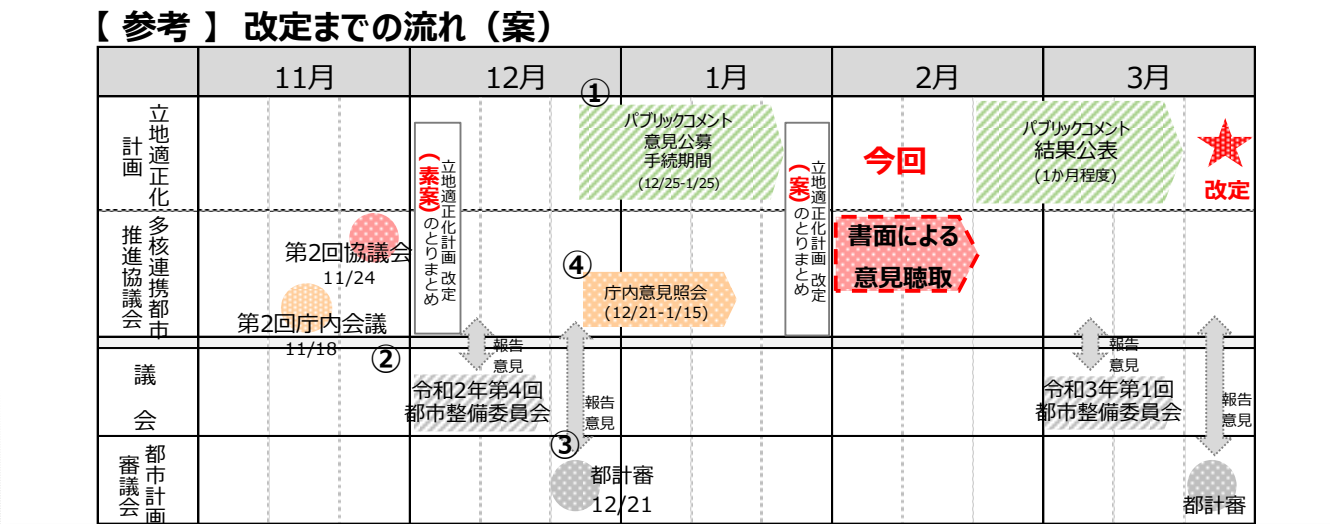 【 参考 】 改定までの流れ（案）
11月
12月
1月
2月
3月
立地適正化
計画
①
パブリックコメント
意見公募
手続期間
(12/25-1/25)
立地適正化計画 改定
（素案）のとりまとめ
立地適正化計画 改定
（案）のとりまとめ
今回
パブリックコメント
結果公表
(1か月程度)
改定
多核連携都市
推進協議会
第2回協議会
11/24
第2回庁内会議
11/18
④
庁内意見照会
(12/21-1/15)
書面による
意見聴取
議会
②
報告
意見
令和2年第4回
都市整備委員会
報告
意見
報告
意見
令和3年第1回
都市整備委員会
報告
意見
都市計画
審議会
③
都計審
12/21
都計審